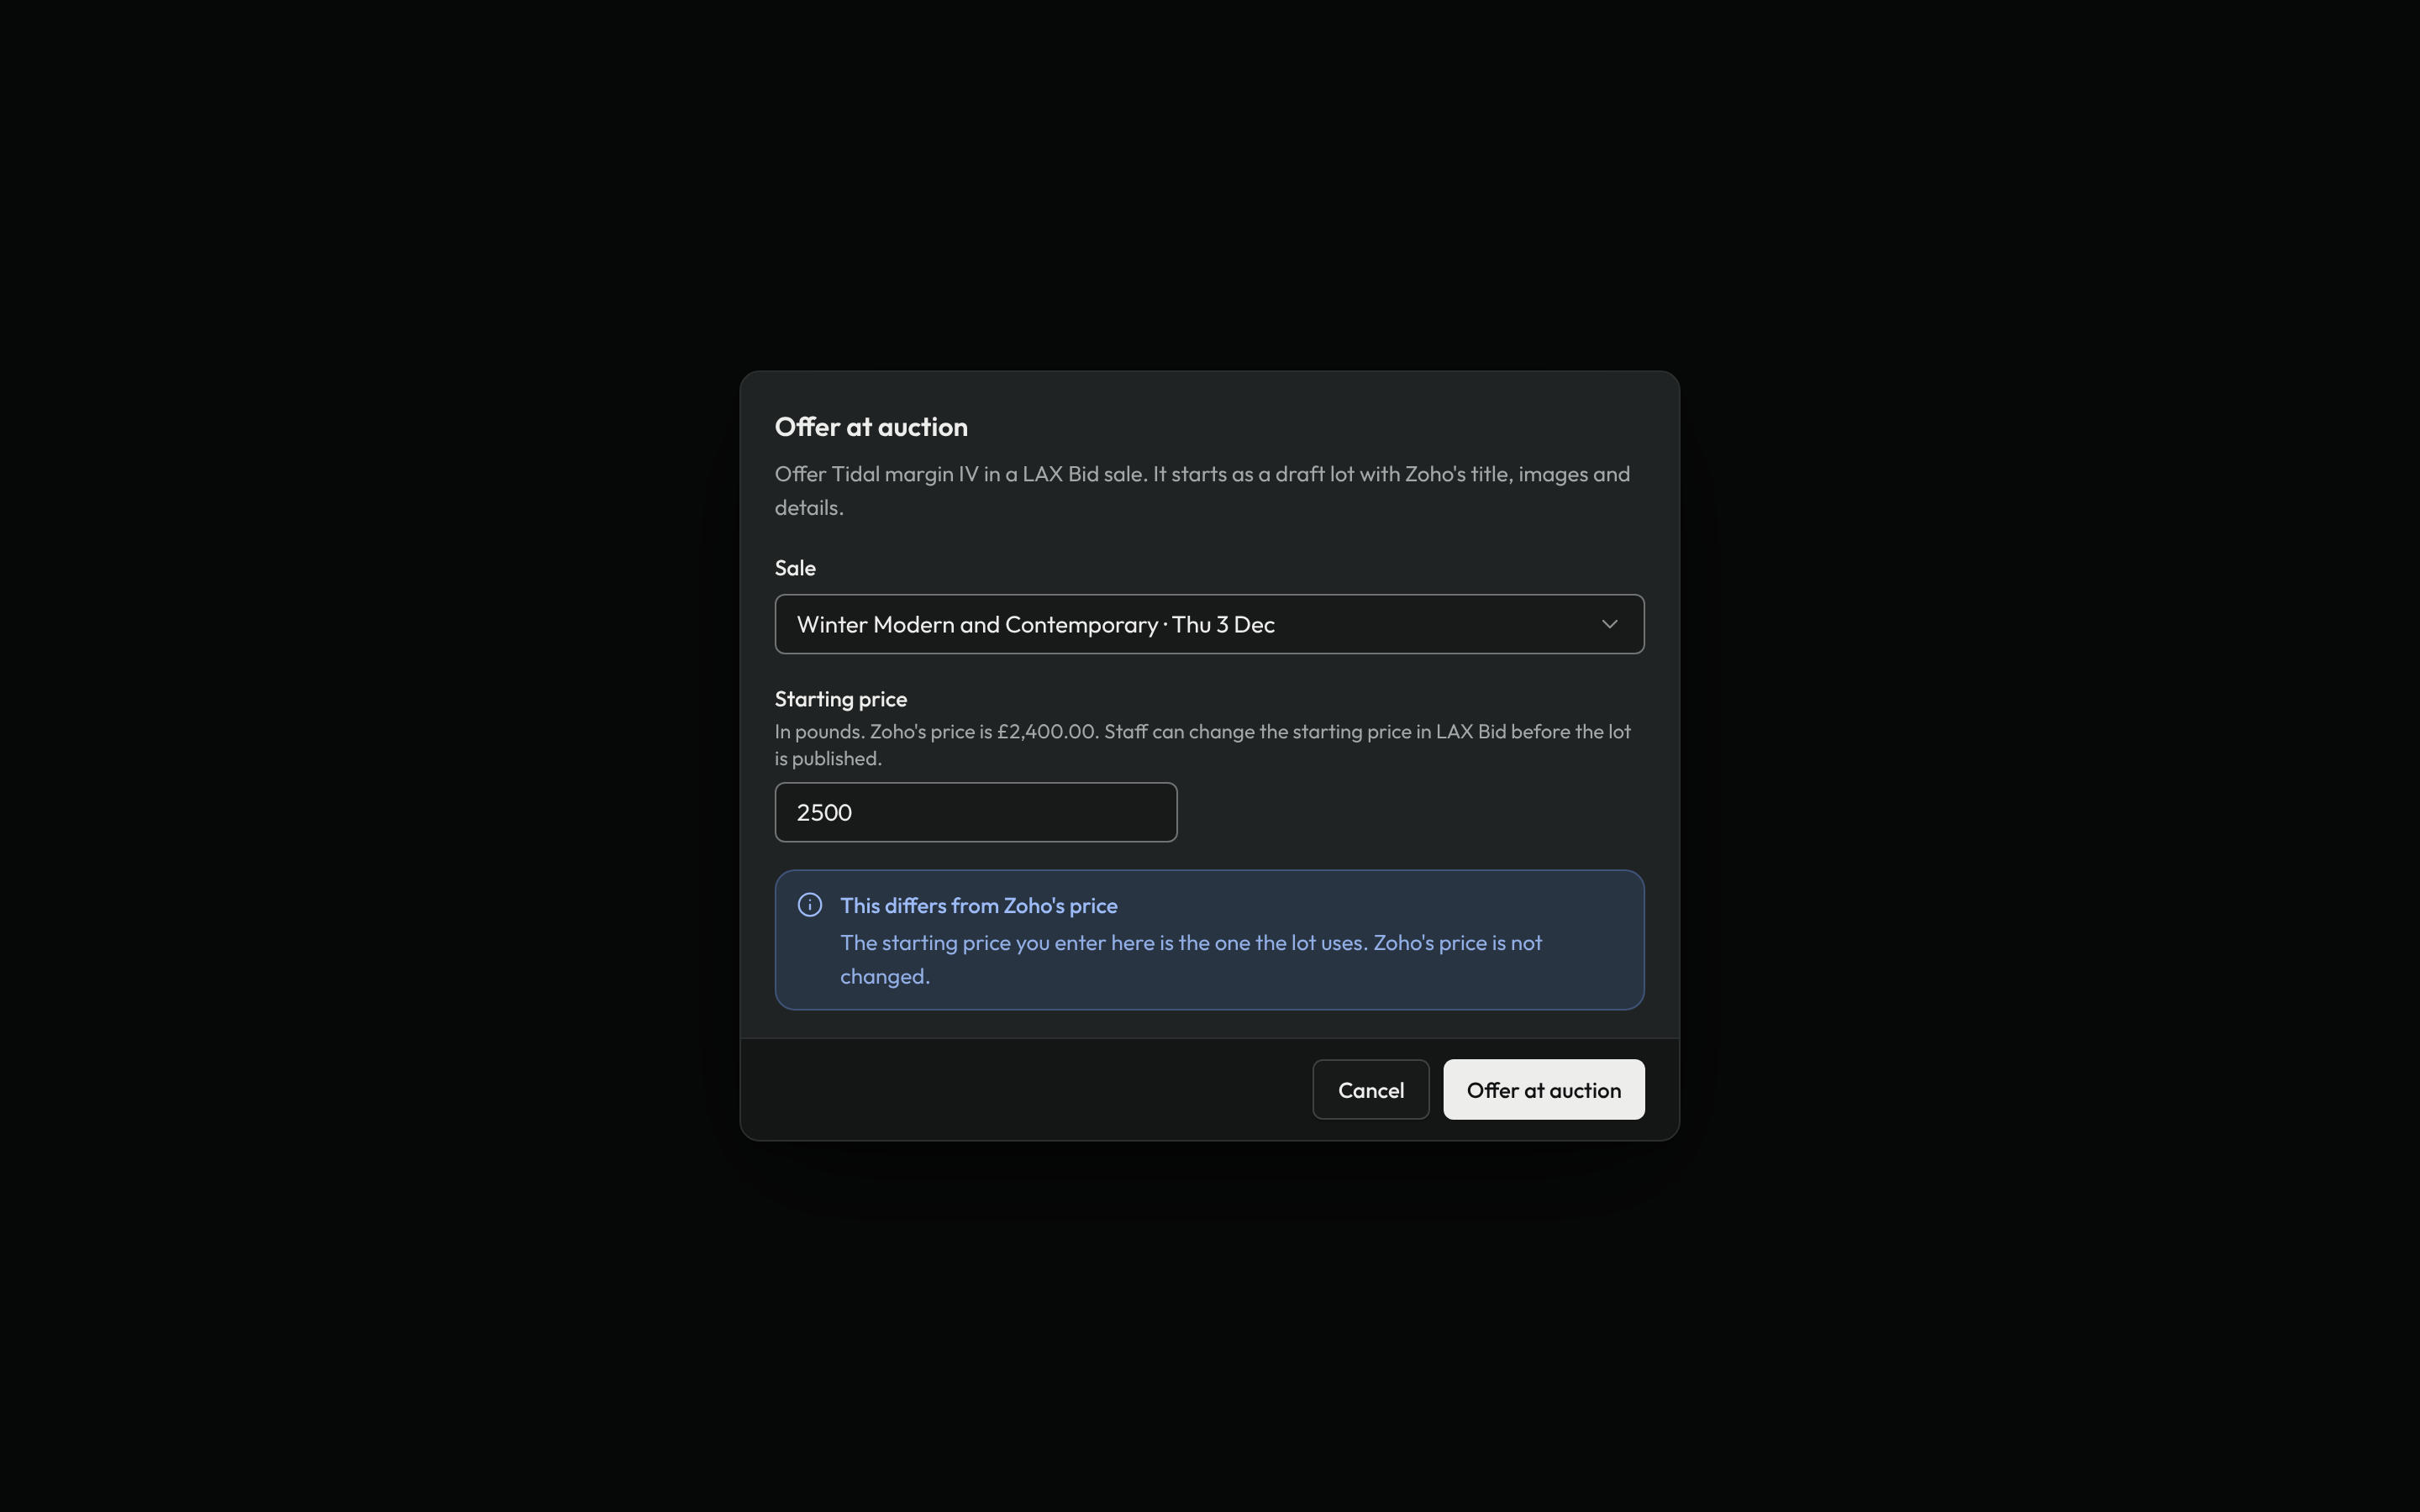 Offer at auction
Offer Tidal margin IV in a LAX Bid sale. It starts as a draft lot with Zoho's title, images and
details.
Sale
Winter Modern and Contemporary · Thu 3 Dec
Starting price
In pounds. Zoho's price is £2,400.00. Staff can change the starting price in LAX Bid before the lot
is published.
2500
This differs from Zoho's price
The starting price you enter here is the one the lot uses. Zoho's price is not
changed.
Cancel
Offer at auction